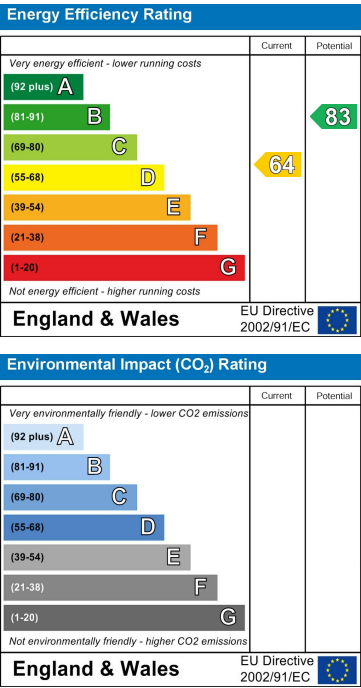 Energy Efficiency Rating
Current Potential
Very energy efficient - lower running costs
(92 plus) A
(81-91) B
83
(69-80) C
(55-68) D
64
(39-54) E
(21-38) F
(1-20) G
Not energy efficient - higher running costs
England & Wales
EU Directive
2002/91/EC
Environmental Impact (CO2) Rating
Current Potential
Very environmentally friendly - lower CO2 emissions
(92 plus) A
(81-91) B
(69-80) C
(55-68) D
(39-54) E
(21-38) F
(1-20) G
Not environmentally friendly - higher CO2 emissions
England & Wales
EU Directive
2002/91/EC